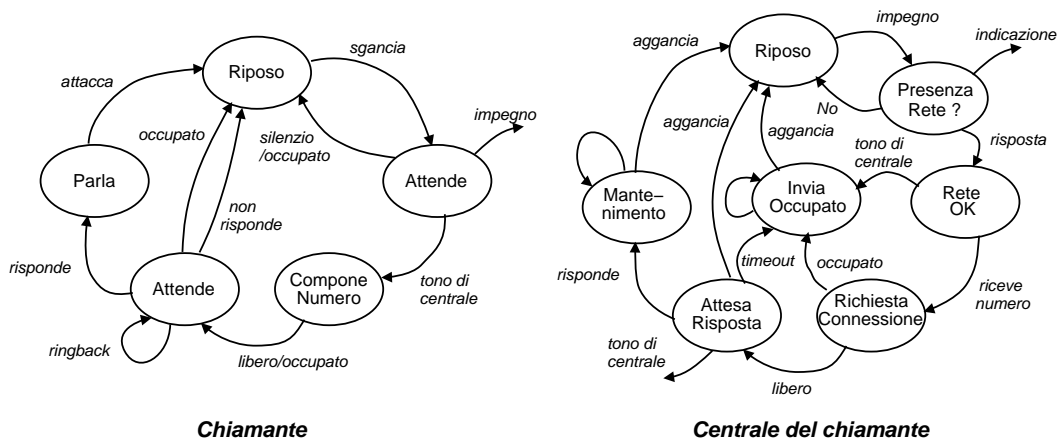 sgancia
Riposo
attacca
impegno
occupato
silenzio
/occupato
Parla
Attende
non
risponde
risponde
Attende
Compone
Numero
tono di
centrale
ringback
libero/occupato
Chiamante
impegno
aggancia
Riposo
indicazione
Presenza
Rete ?
No
aggancia
aggancia
risposta
tono di
centrale
Mante–
nimento
Invia
Occupato
Rete
OK
timeout
occupato
risponde
Attesa
Risposta
Richiesta
Connessione
riceve
numero
tono di
centrale
libero
Centrale del chiamante